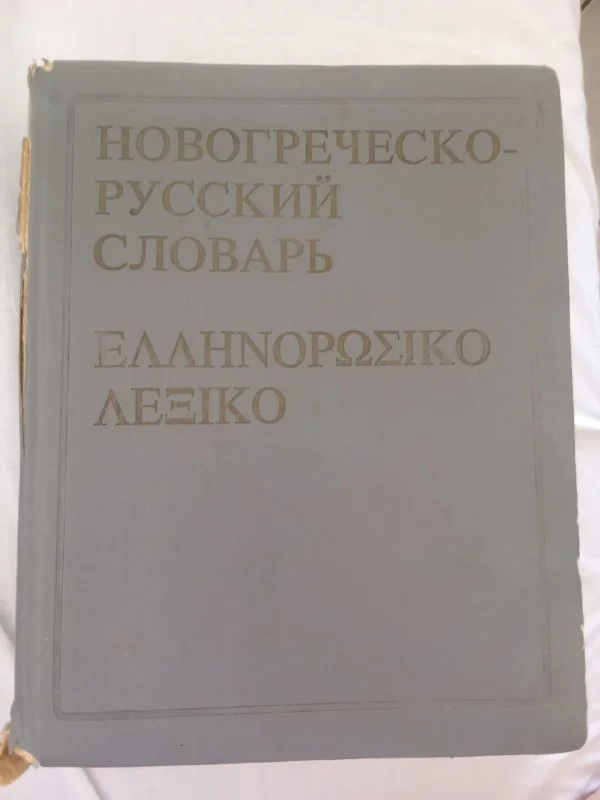 НОВОГРЕЧЕСКО-
РУССКИЙ
СЛОВАРЬ
ΕΛΛΗΝΟΡΩΣΙΚΟ
ΛΕΞΙΚΟ